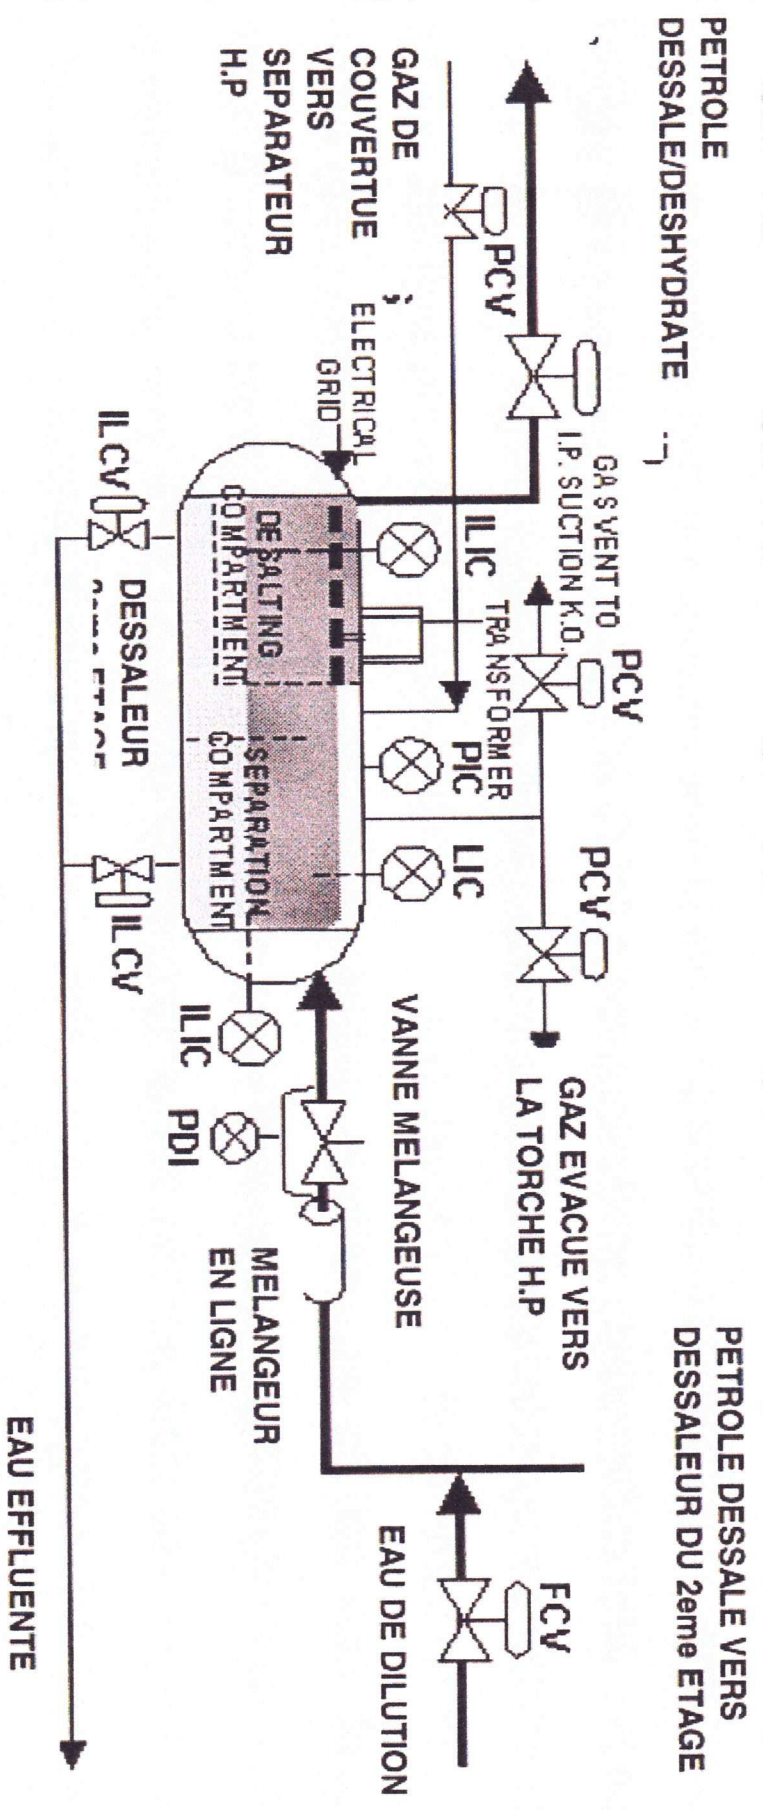 PETROLE
DESSALE/DESHYDRATE
GAZ DE
COUVERTUE
VERS
SEPARATEUR
H.P
PCV
ELECTRICAL
GRID
GAS VENT TO
I.P. SUCTION K.O.
PCV
PCV
GAZ EVACUE VERS
LA TORCHE H.P
PETROLE DESSALE VERS
DESSALEUR DU 2eme ETAGE
ILIC
TRANSFORMER
PIC
LIC
VANNE MELANGEUSE
FCV
EAU DE DILUTION
DESALTING
COMPARTMENT
SEPARATION
COMPARTMENT
ILIC
PDI
MELANGEUR
EN LIGNE
ILCV
DESSALEUR
ETAGE
ILCV
EAU EFFLUENTE